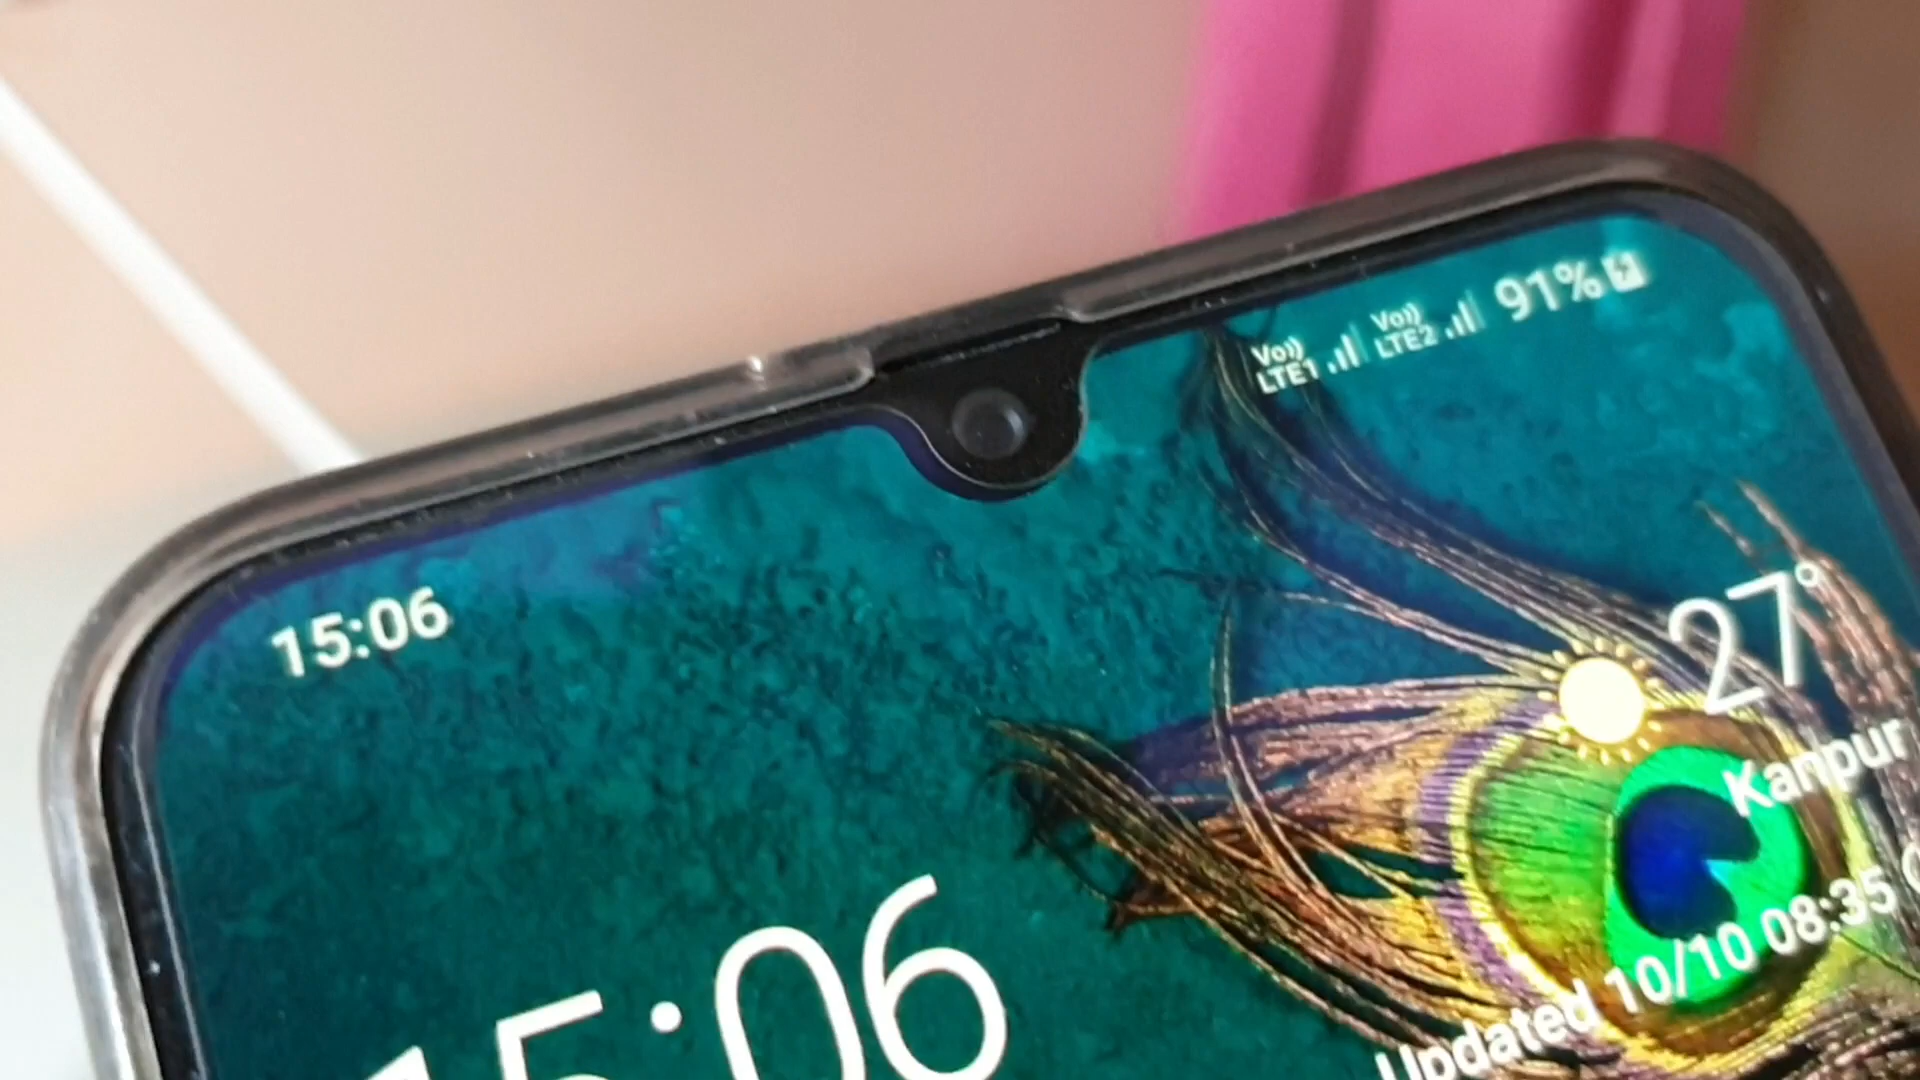 Vo)) LTE1 Vo)) LTE2 91%
15:06
27°
Kanpur
15:06
Updated 10/10 08:35